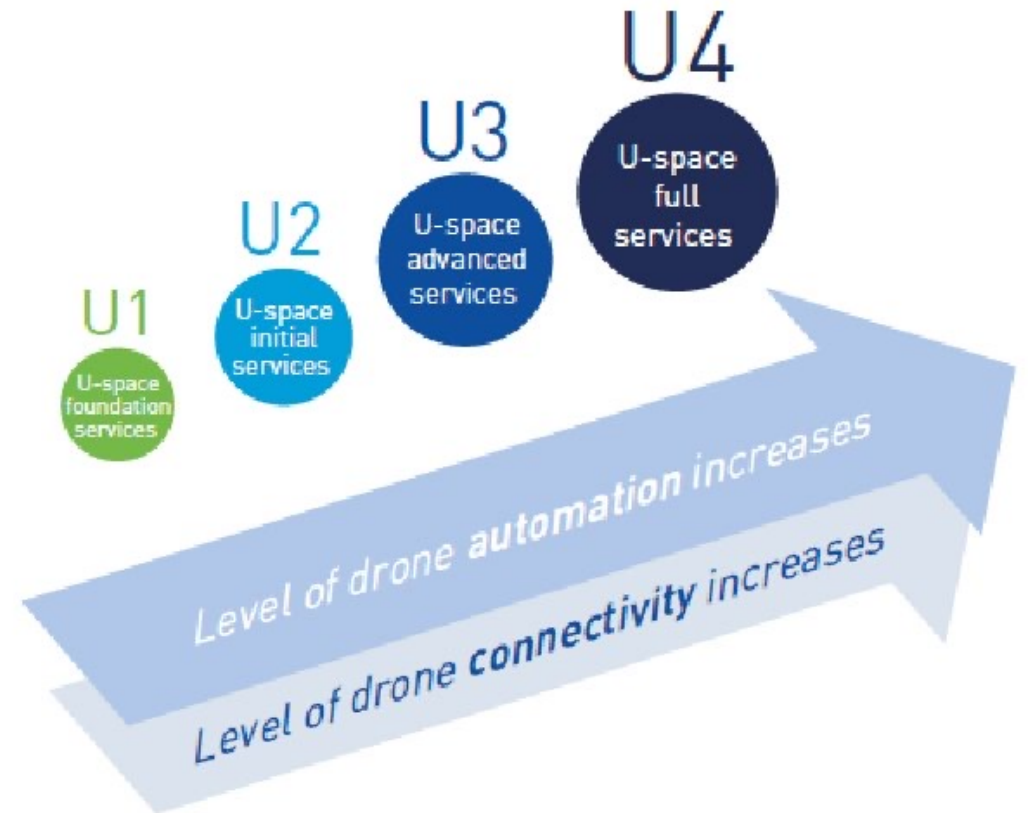 U1
U-space
foundation
services
U2
U-space
initial
services
U3
U-space
advanced
services
U4
U-space
full
services
Level of drone automation increases
Level of drone connectivity increases